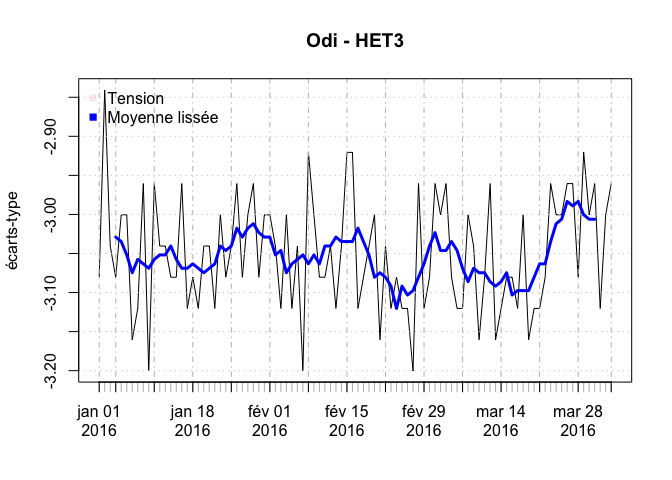 Odi - HET3
Tension
Moyenne lissée
écarts-type
-2.90
-3.00
-3.10
-3.20
jan 01 jan 18 fév 01 fév 15 fév 29 mar 14 mar 28
2016 2016 2016 2016 2016 2016 2016